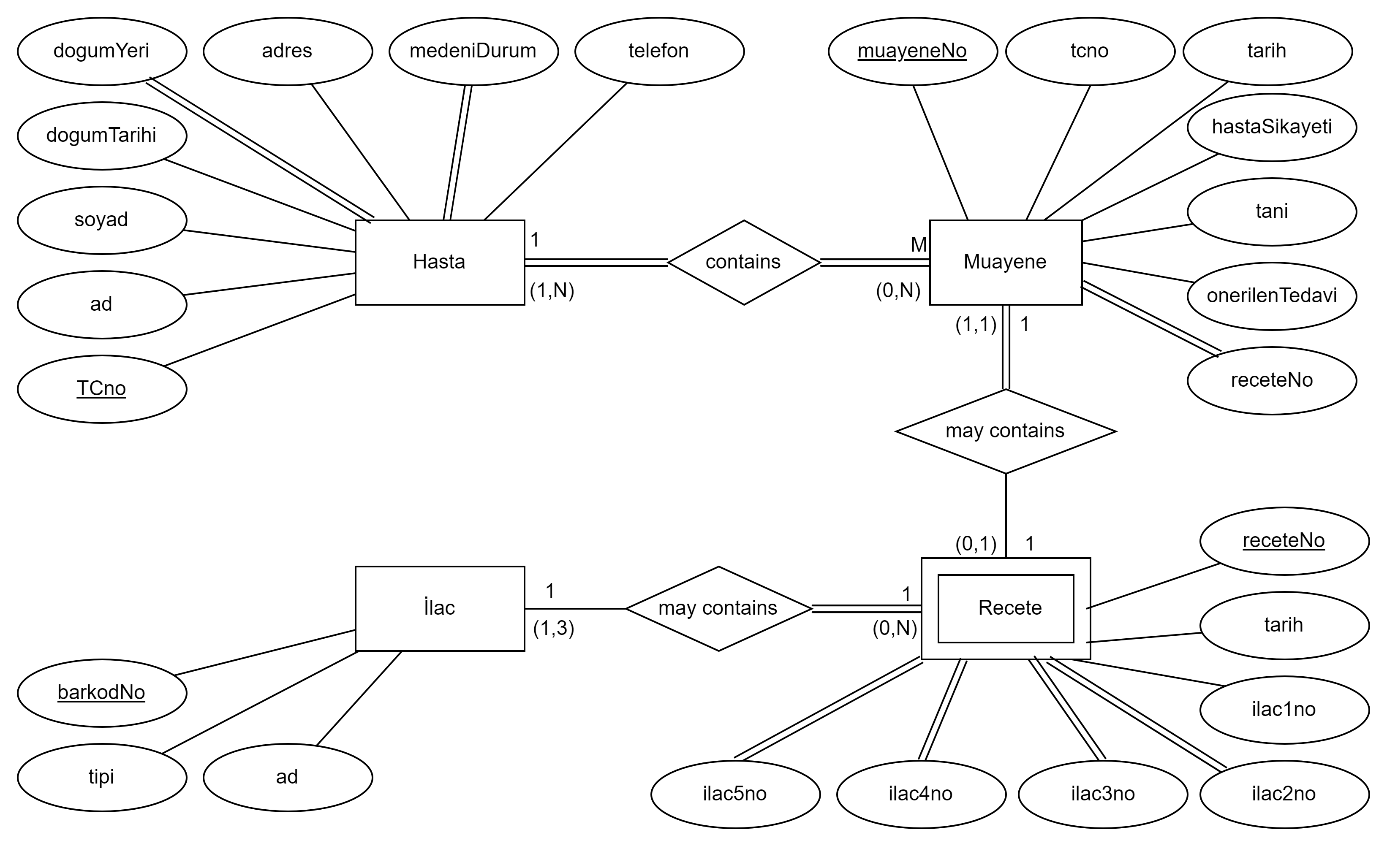 dogumYeri
adres
medeniDurum
telefon
muayeneNo
tcno
tarih
dogumTarihi
hastaSikayeti
soyad
tani
Hasta
1
(1,N)
contains
M
(0,N)
Muayene
ad
onerilenTedavi
(1,1)
1
TCno
receteNo
may contains
(0,1)
1
receteNo
İlac
1
(1,3)
may contains
1
(0,N)
Recete
tarih
barkodNo
ilac1no
tipi
ad
ilac5no
ilac4no
ilac3no
ilac2no